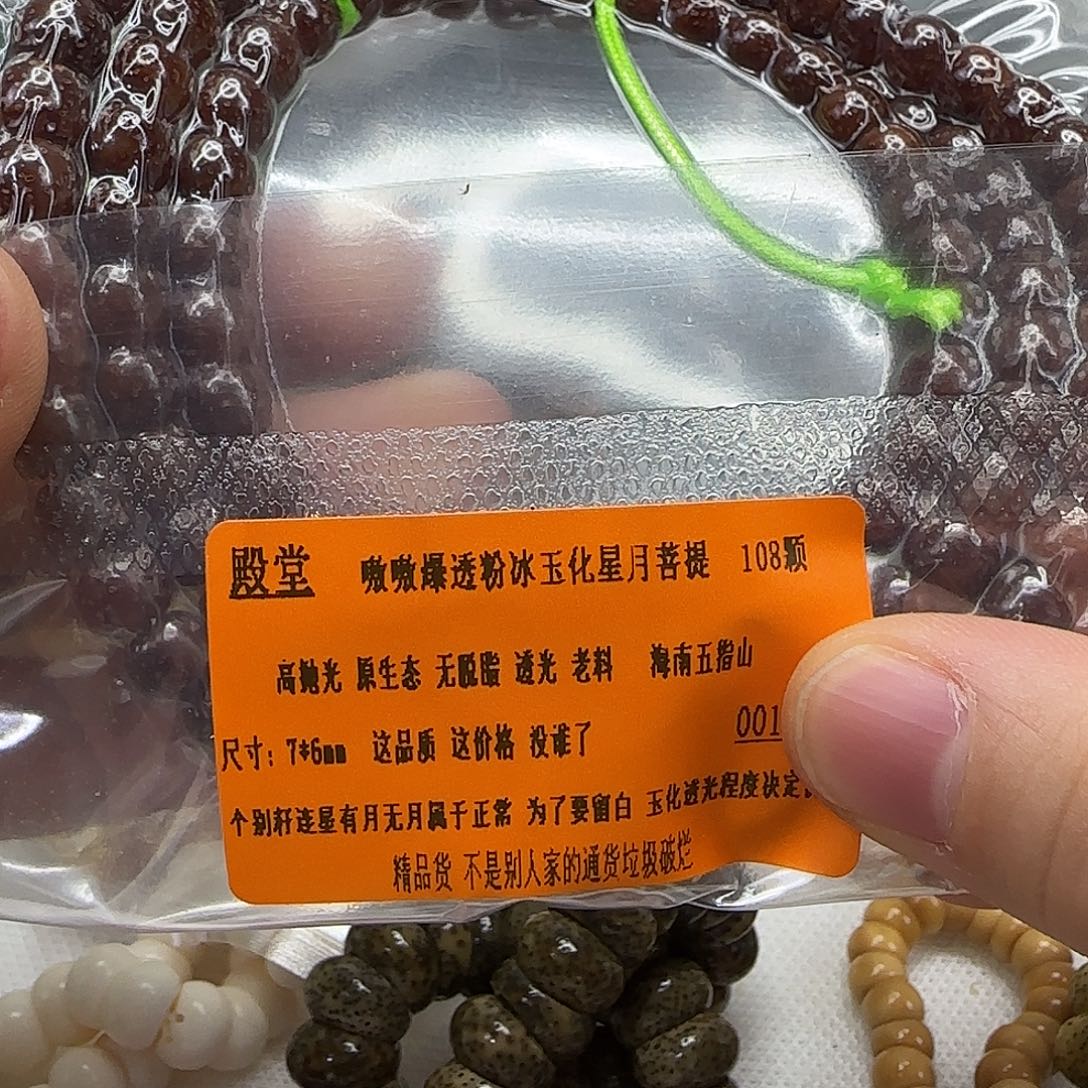 殿堂 嗷嗷爆透粉冰玉化星月菩提 108颗
高抛光 原生态 无脱脂 透光 老料 海南五指山
尺寸：7*6mm 这品质 这价格 没谁了 001
个别轩连星有月无月属于正常 为了要留白 玉化透光程度决定
精品货 不是别人家的通货垃圾破烂